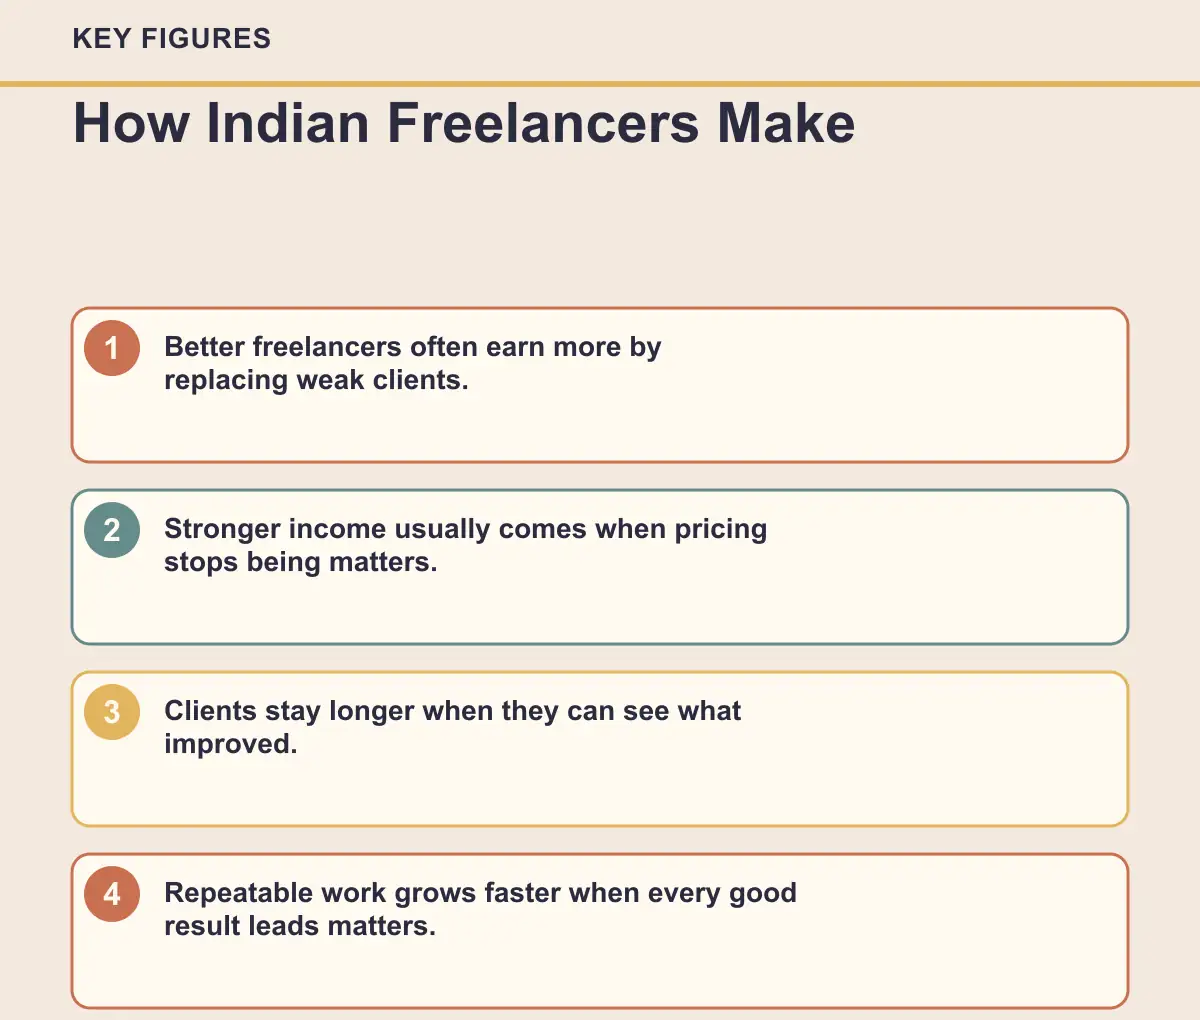 KEY FIGURES
How Indian Freelancers Make
1
Better freelancers often earn more by
replacing weak clients.
2
Stronger income usually comes when pricing
stops being matters.
3
Clients stay longer when they can see what
improved.
4
Repeatable work grows faster when every good
result leads matters.